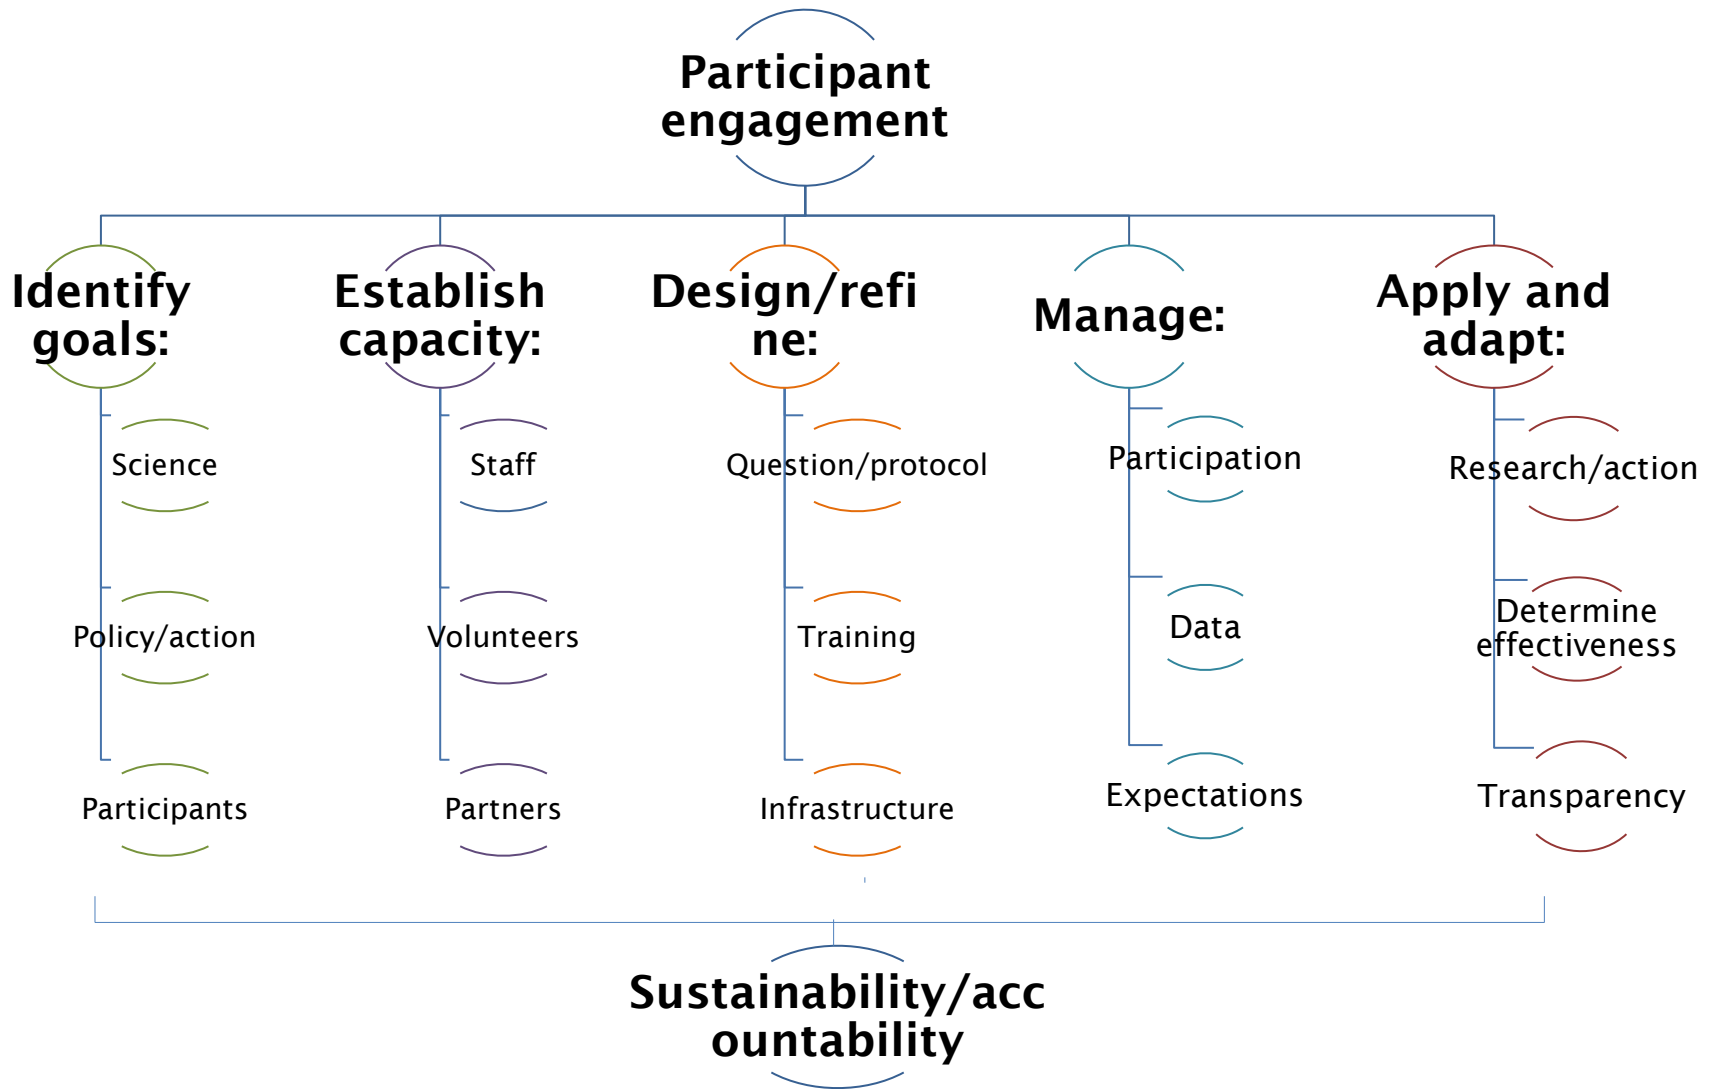 Participant
engagement
Identify
goals:
Science
Policy/action
Participants
Establish
capacity:
Staff
Volunteers
Partners
Design/refi
ne:
Question/protocol
Training
Infrastructure
Manage:
Participation
Data
Expectations
Apply and
adapt:
Research/action
Determine
effectiveness
Transparency
Sustainability/acc
ountability